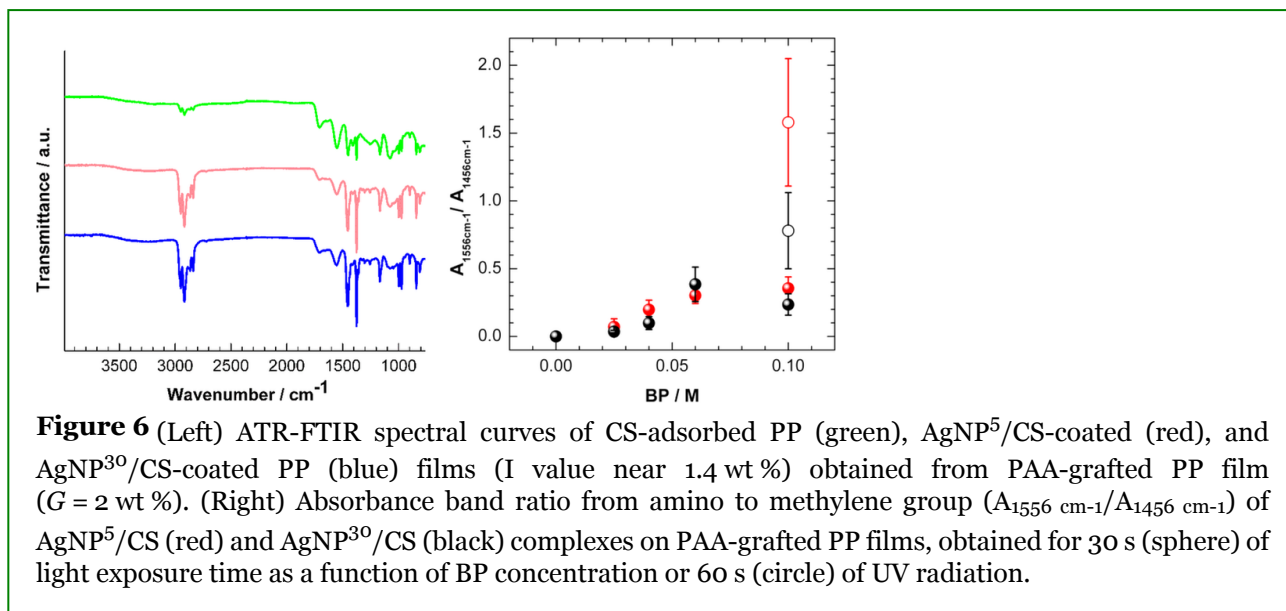 Transmittance / a.u.
3500 3000 2500 2000 1500 1000
Wavenumber / cm-1
A1556cm-1/ A1456cm-1
2.0
1.5
1.0
0.5
0.0
0.00 0.05 0.10
BP / M
Figure 6 (Left) ATR-FTIR spectral curves of CS-adsorbed PP (green), AgNP5/CS-coated (red), and
AgNP30/CS-coated PP (blue) films (I value near 1.4 wt %) obtained from PAA-grafted PP film
(G = 2 wt %). (Right) Absorbance band ratio from amino to methylene group (A1556 cm-1/A1456 cm-1) of
AgNP5/CS (red) and AgNP30/CS (black) complexes on PAA-grafted PP films, obtained for 30 s (sphere) of
light exposure time as a function of BP concentration or 60 s (circle) of UV radiation.